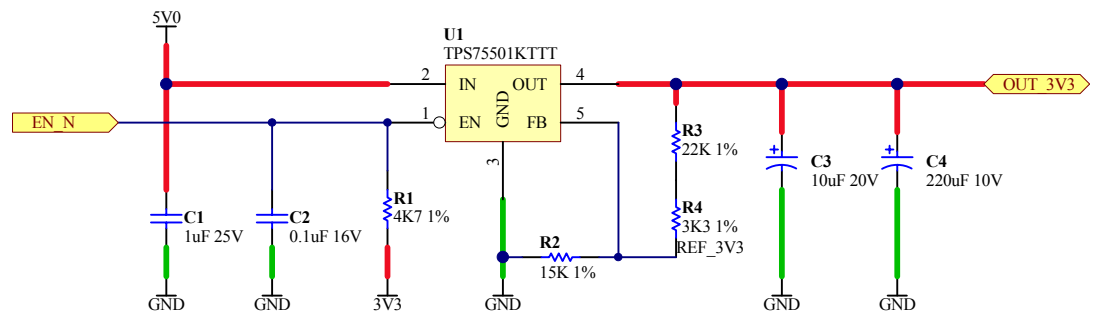 5V0
U1
TPS75501KTTT
2
IN
OUT
4
OUT_3V3
EN_N
1
EN
GND
FB
5
3
R3
22K 1%
C3
10uF 20V
C4
220uF 10V
R1
4K7 1%
R4
3K3 1%
REF_3V3
C1
1uF 25V
C2
0.1uF 16V
R2
15K 1%
GND
GND
3V3
GND
GND
GND